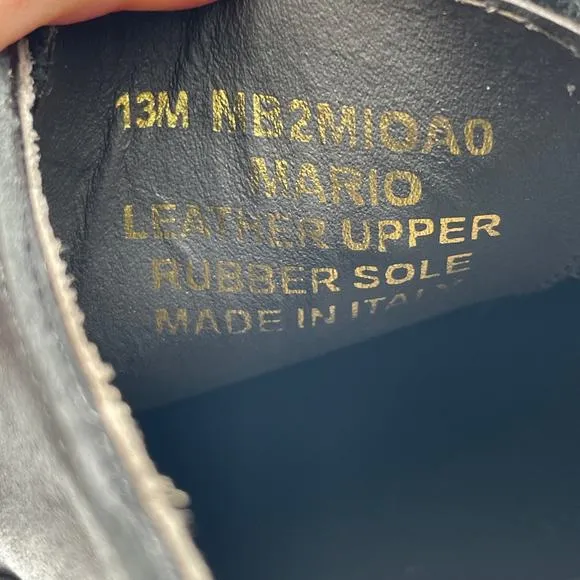 13M NB2MIOA0
MARIO
LEATHER UPPER
RUBBER SOLE
MADE IN ITALY